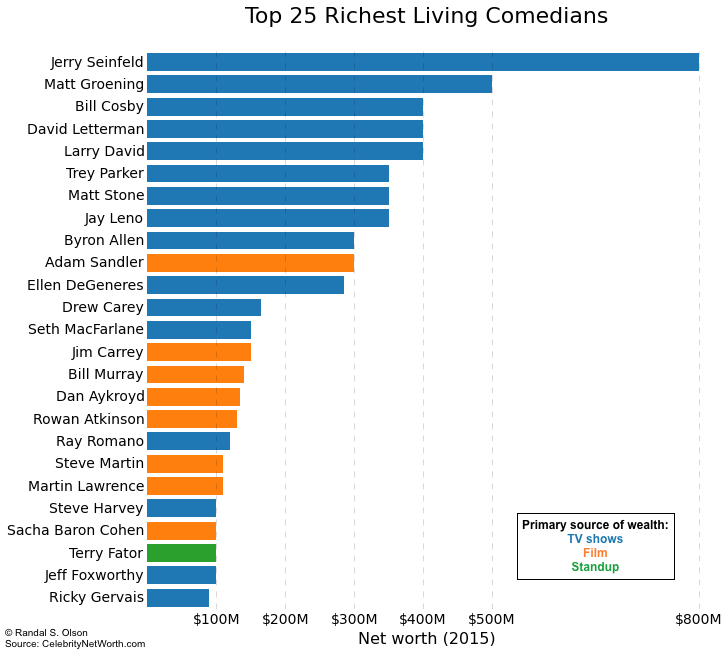 Top 25 Richest Living Comedians
Jerry Seinfeld
Matt Groening
Bill Cosby
David Letterman
Larry David
Trey Parker
Matt Stone
Jay Leno
Byron Allen
Adam Sandler
Ellen DeGeneres
Drew Carey
Seth MacFarlane
Jim Carrey
Bill Murray
Dan Aykroyd
Rowan Atkinson
Ray Romano
Steve Martin
Martin Lawrence
Steve Harvey
Sacha Baron Cohen
Terry Fator
Jeff Foxworthy
Ricky Gervais
Primary source of wealth:
TV shows
Film
Standup
$100M $200M $300M $400M $500M $800M
Net worth (2015)
© Randal S. Olson
Source: CelebrityNetWorth.com